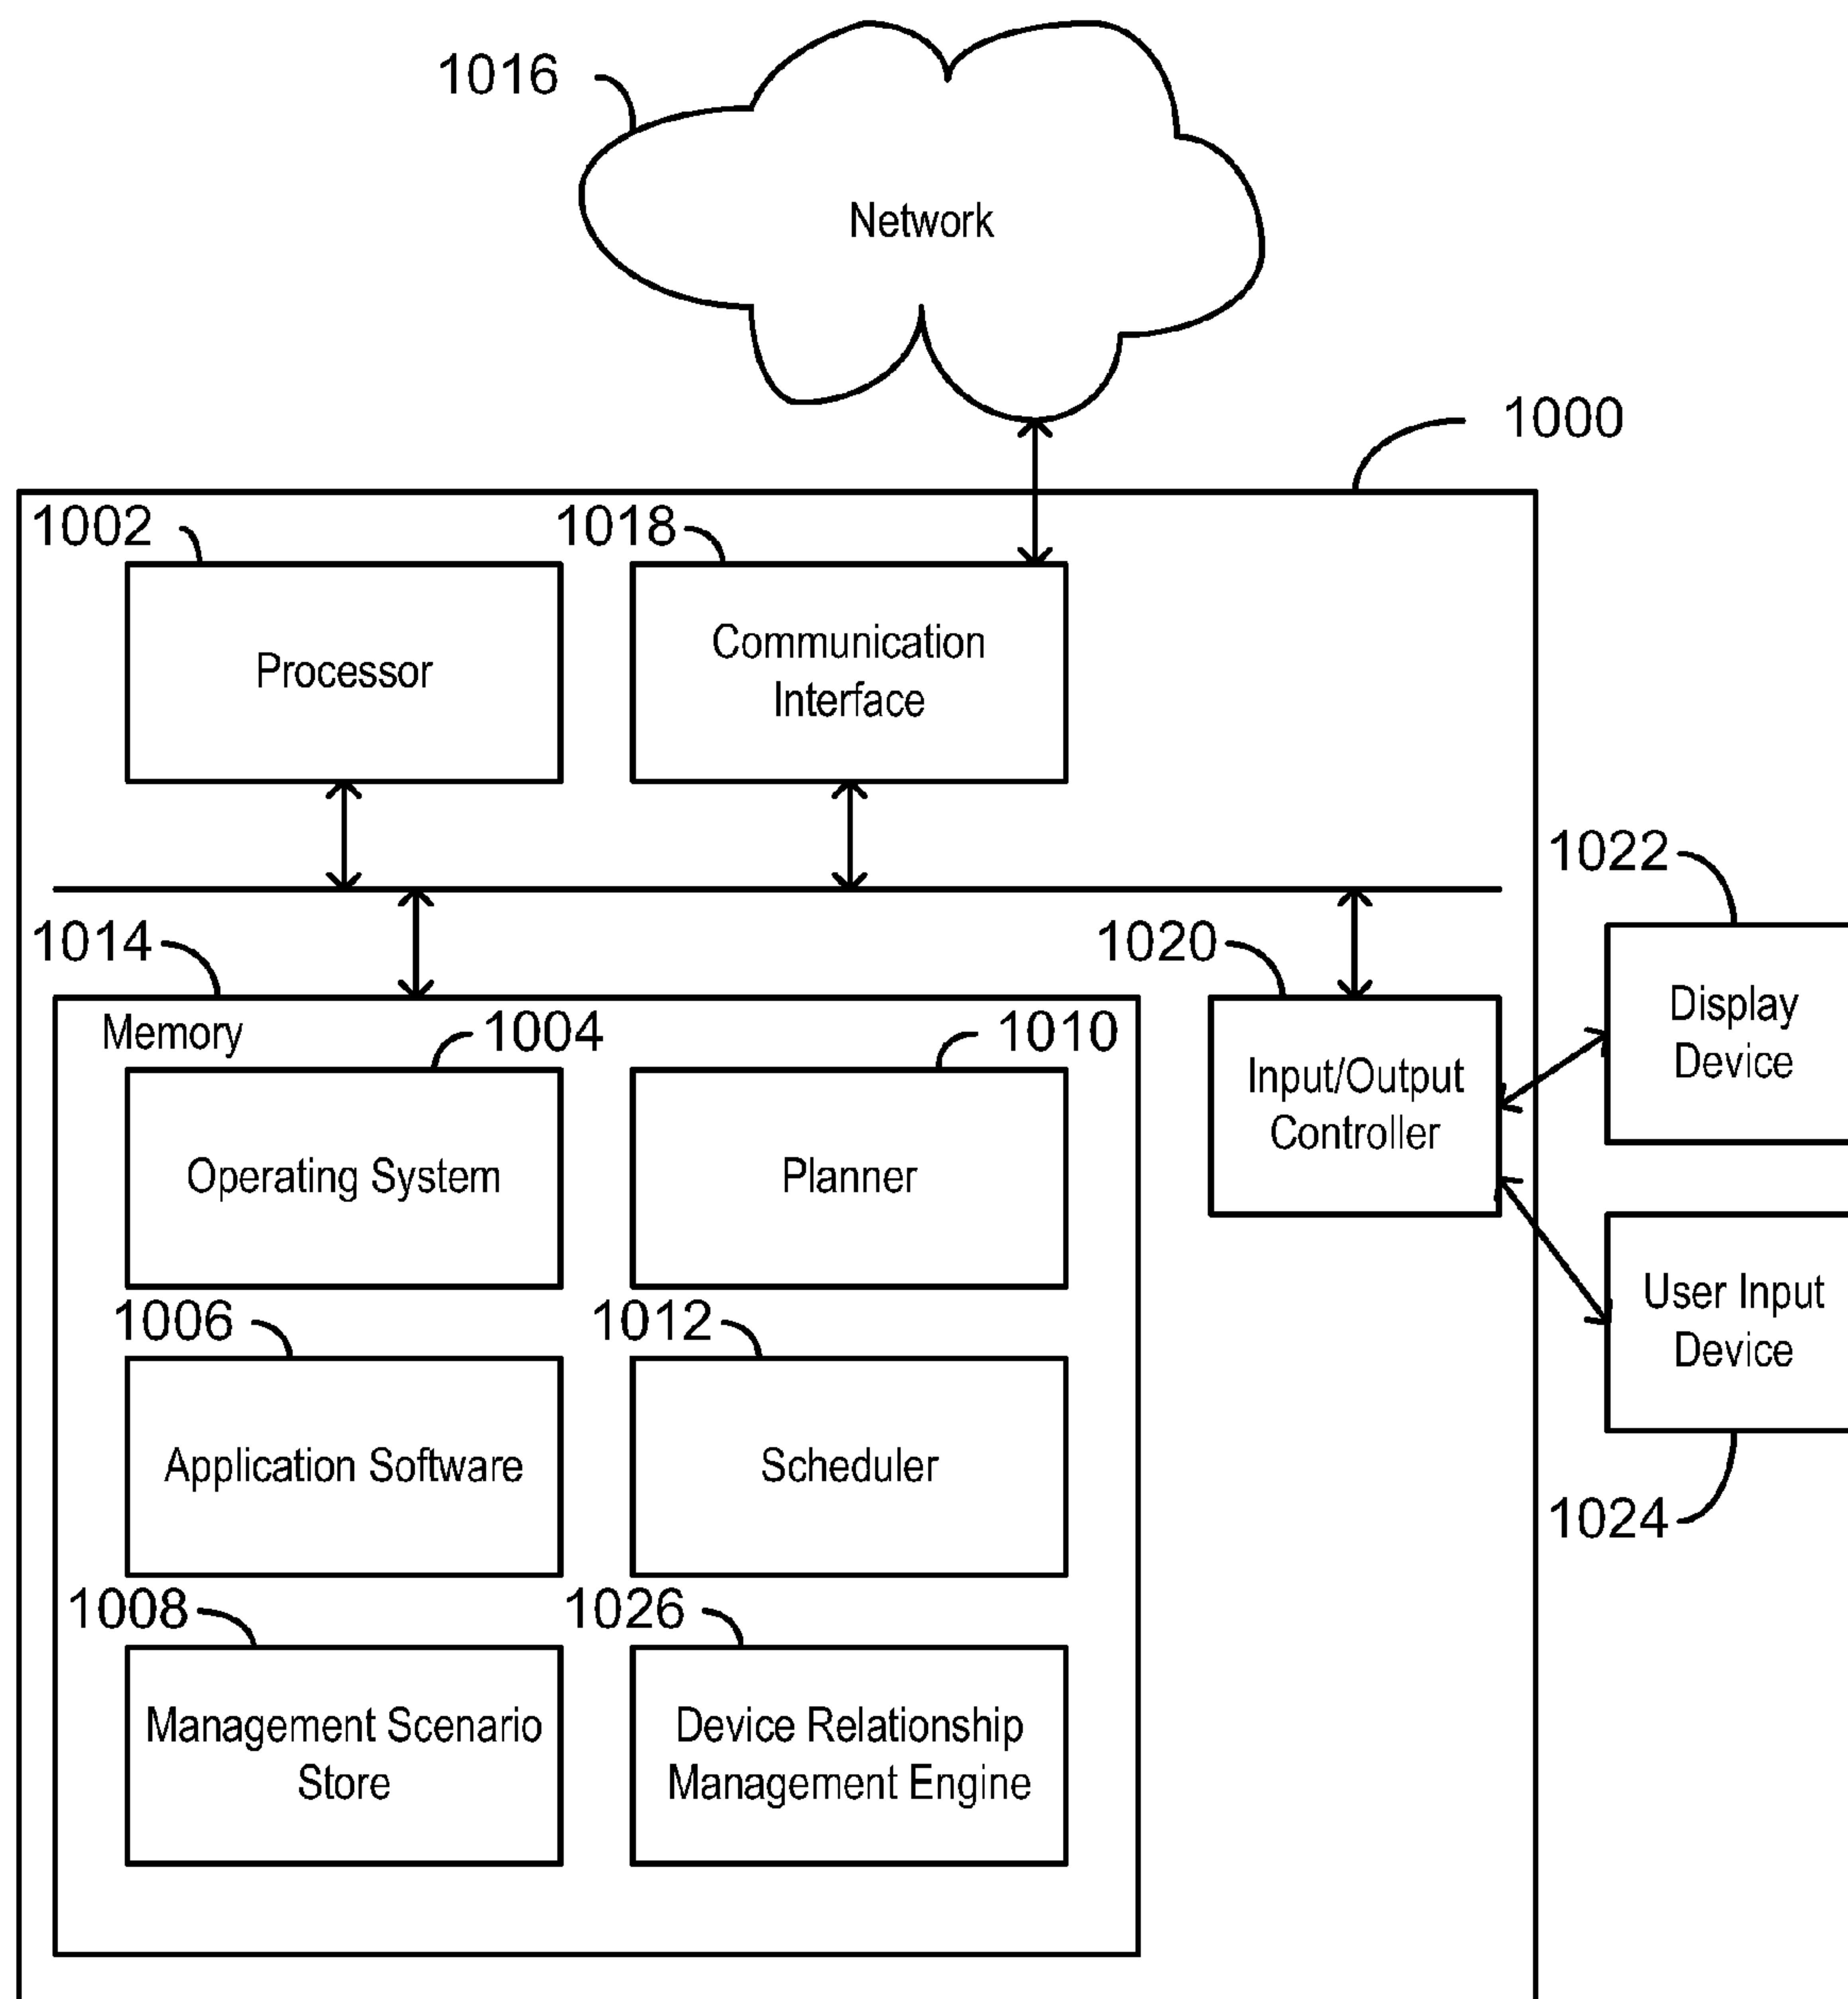 1016
Network
1000
1002
1018
Processor
Communication
Interface
1022
1014
1020
Display
Device
Memory
1004
1010
Input/Output
Controller
Operating System
Planner
User Input
Device
1006
1012
Application Software
Scheduler
1024
1008
1026
Management Scenario
Store
Device Relationship
Management Engine